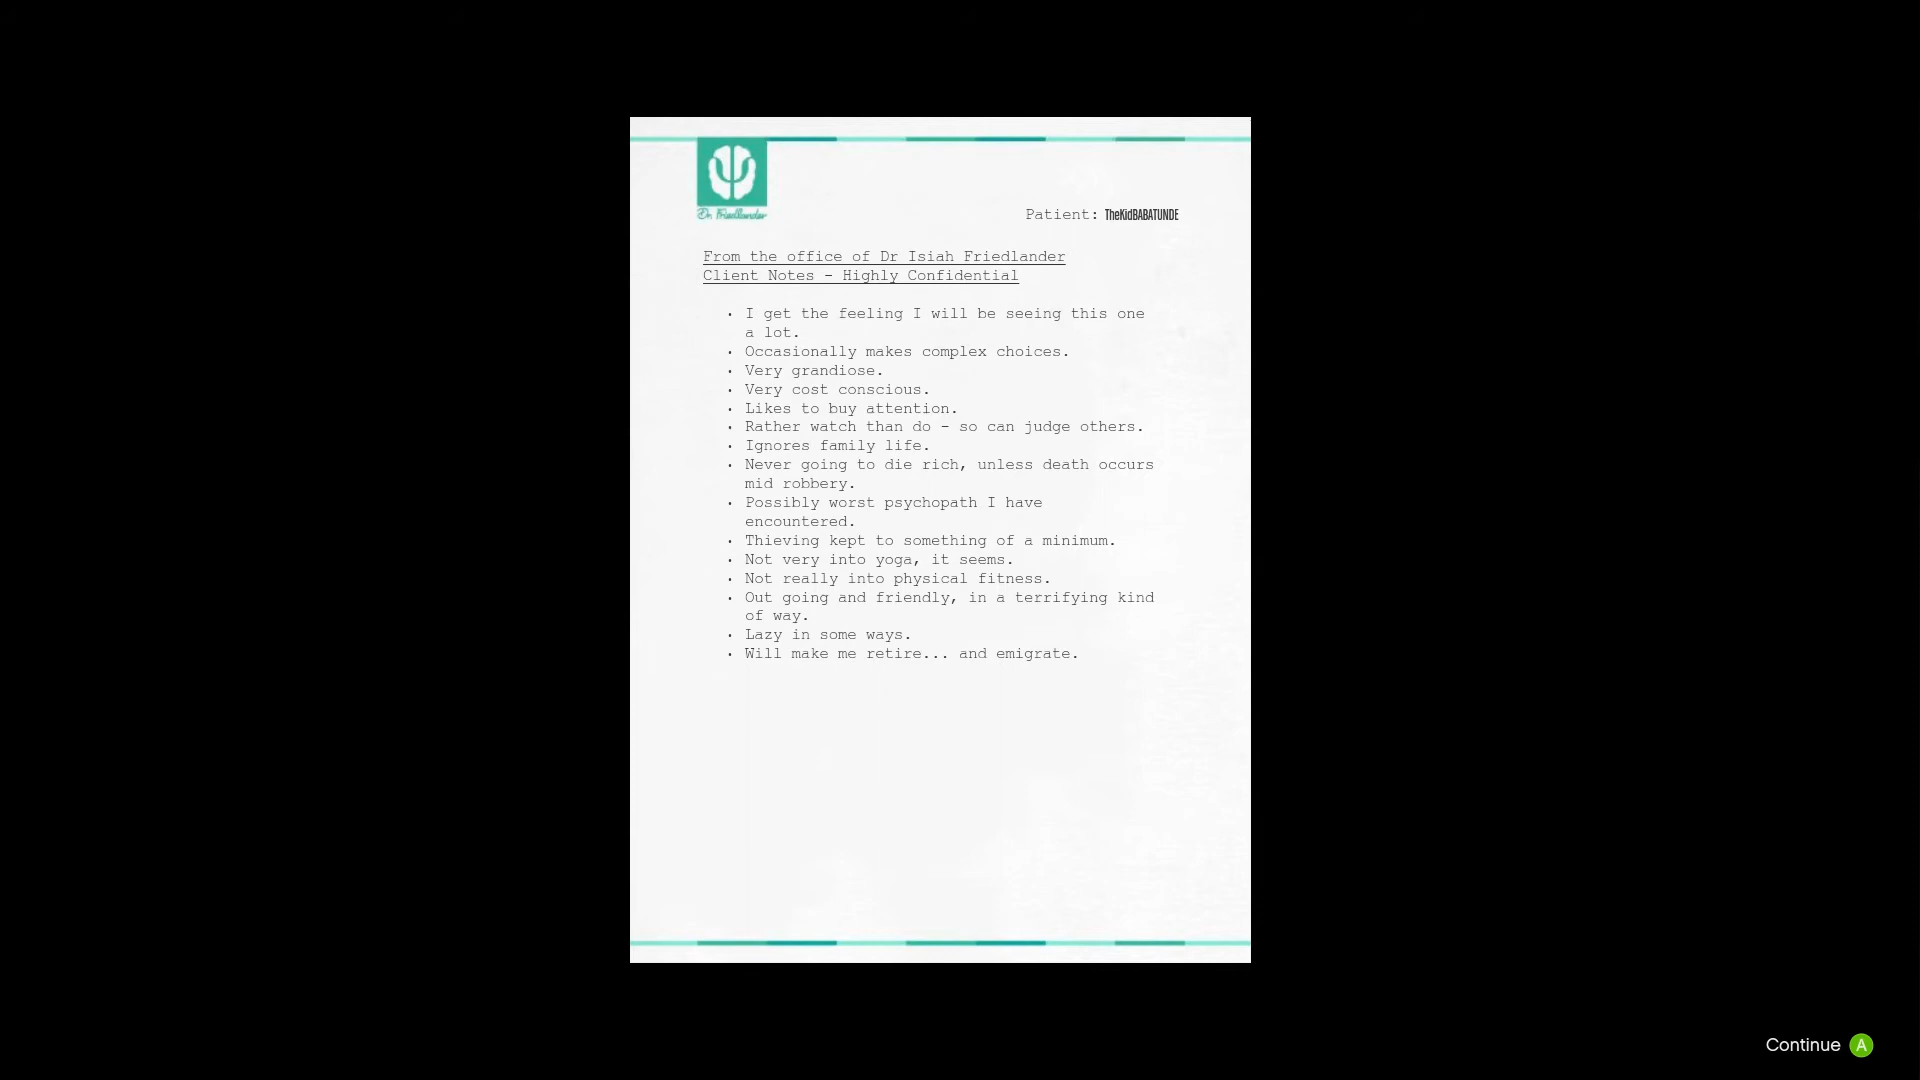 Dr. Friedlander
Patient: TheKidBABATUNDE
From the office of Dr Isiah Friedlander
Client Notes - Highly Confidential
• I get the feeling I will be seeing this one
a lot.
• Occasionally makes complex choices.
• Very grandiose.
• Very cost conscious.
• Likes to buy attention.
• Rather watch than do - so can judge others.
• Ignores family life.
• Never going to die rich, unless death occurs
mid robbery.
• Possibly worst psychopath I have
encountered.
• Thieving kept to something of a minimum.
• Not very into yoga, it seems.
• Not really into physical fitness.
• Out going and friendly, in a terrifying kind
of way.
• Lazy in some ways.
• Will make me retire... and emigrate.
Continue A